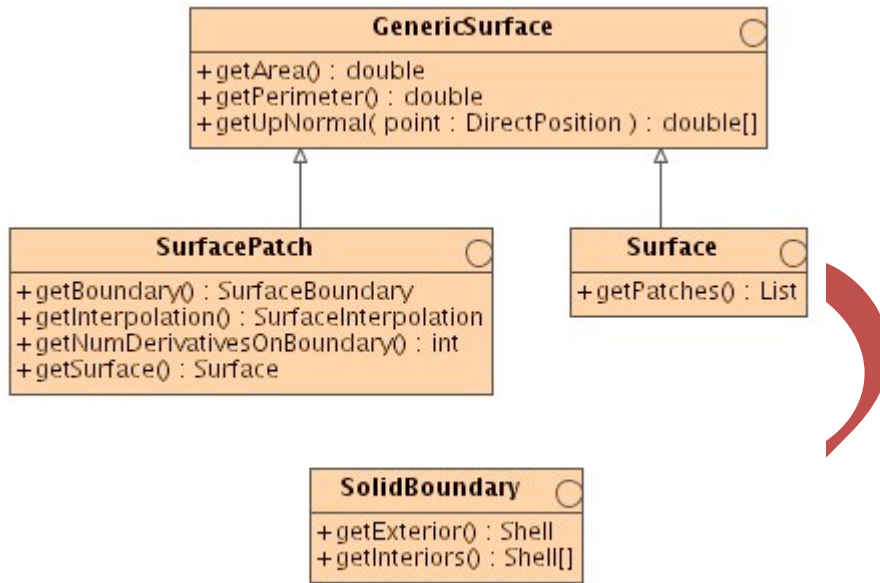 GenericSurface
+getArea() : double
+getPerimeter() : double
+getUpNormal( point : DirectPosition ) : double[]
SurfacePatch
+getBoundary() : SurfaceBoundary
+getInterpolation() : SurfaceInterpolation
+getNumDerivativesOnBoundary() : int
+getSurface() : Surface
Surface
+getPatches() : List
SolidBoundary
+getExterior() : Shell
+getInteriors() : Shell[]